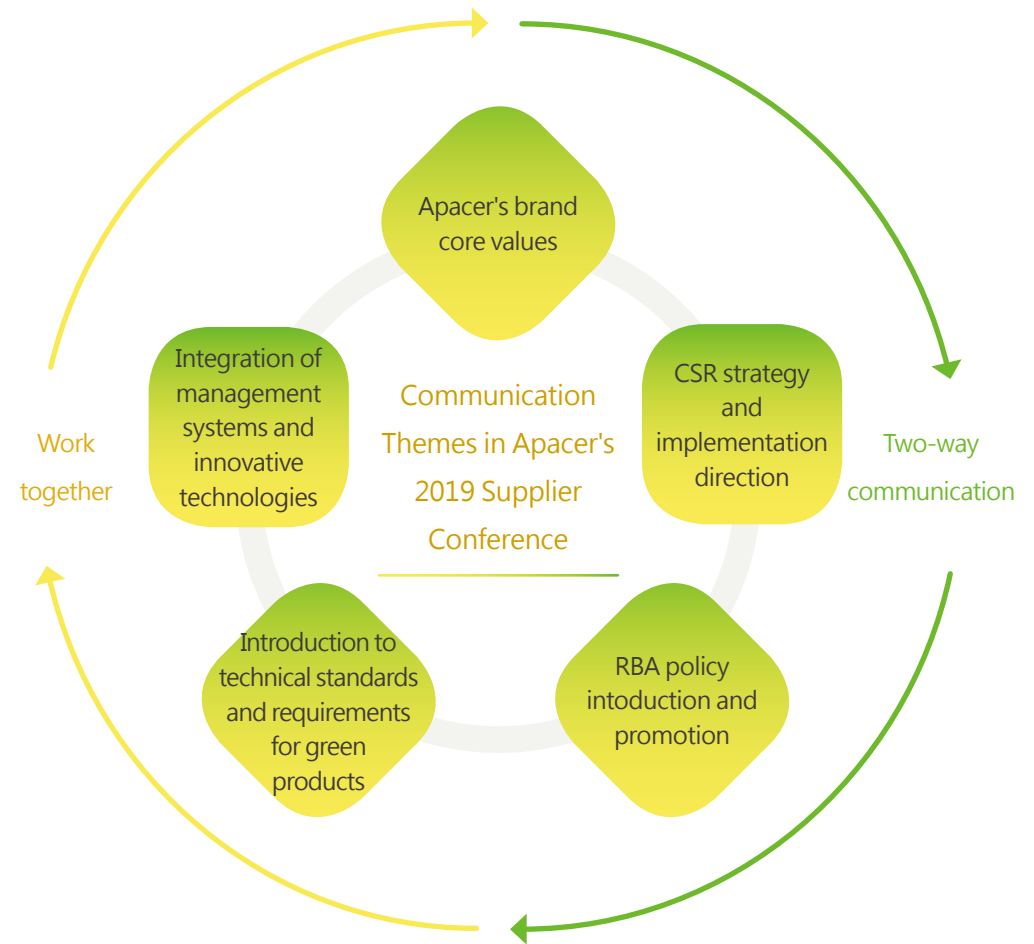 Apacer's brand
core values
Integration of
management
systems and
innovative
technologies
Communication
Themes in Apacer's
2019 Supplier
Conference
CSR strategy
and
implementation
direction
Work
together
Two-way
communication
Introduction to
technical standards
and requirements
for green
products
RBA policy
intoduction and
promotion